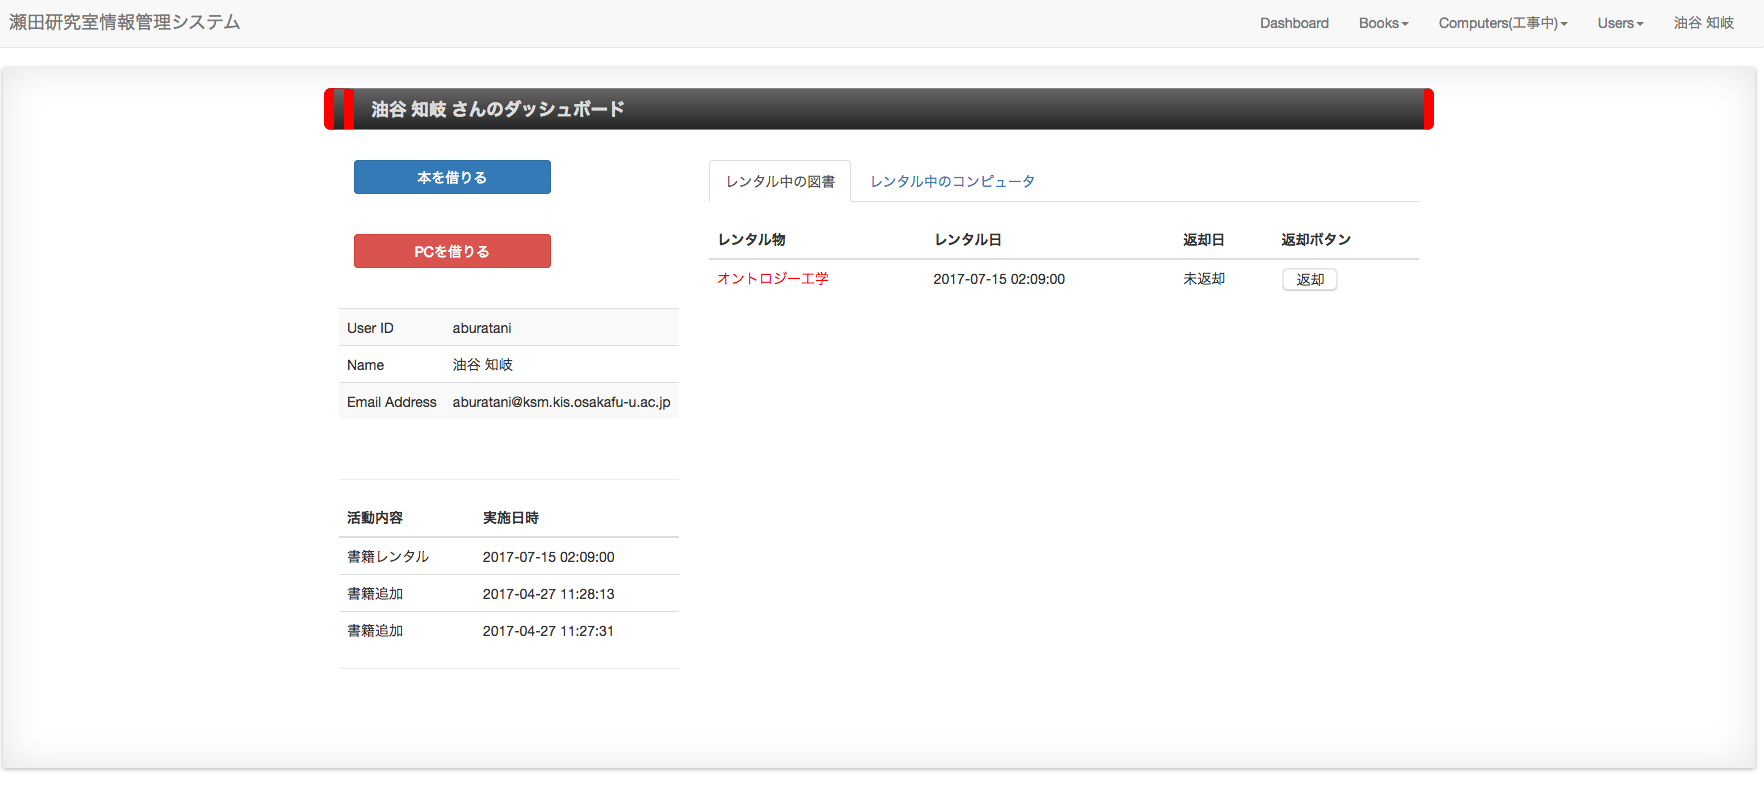 瀬田研究室情報管理システム Dashboard Books Computers(工事中) Users 油谷 知岐
油谷 知岐 さんのダッシュボード
本を借りる
PCを借りる
User ID aburatani
Name 油谷 知岐
Email Address aburatani@ksm.kis.osakafu-u.ac.jp
活動内容 実施日時
書籍レンタル 2017-07-15 02:09:00
書籍追加 2017-04-27 11:28:13
書籍追加 2017-04-27 11:27:31
レンタル中の図書 レンタル中のコンピュータ
レンタル物 レンタル日 返却日 返却ボタン
オントロジー工学 2017-07-15 02:09:00 未返却 返却